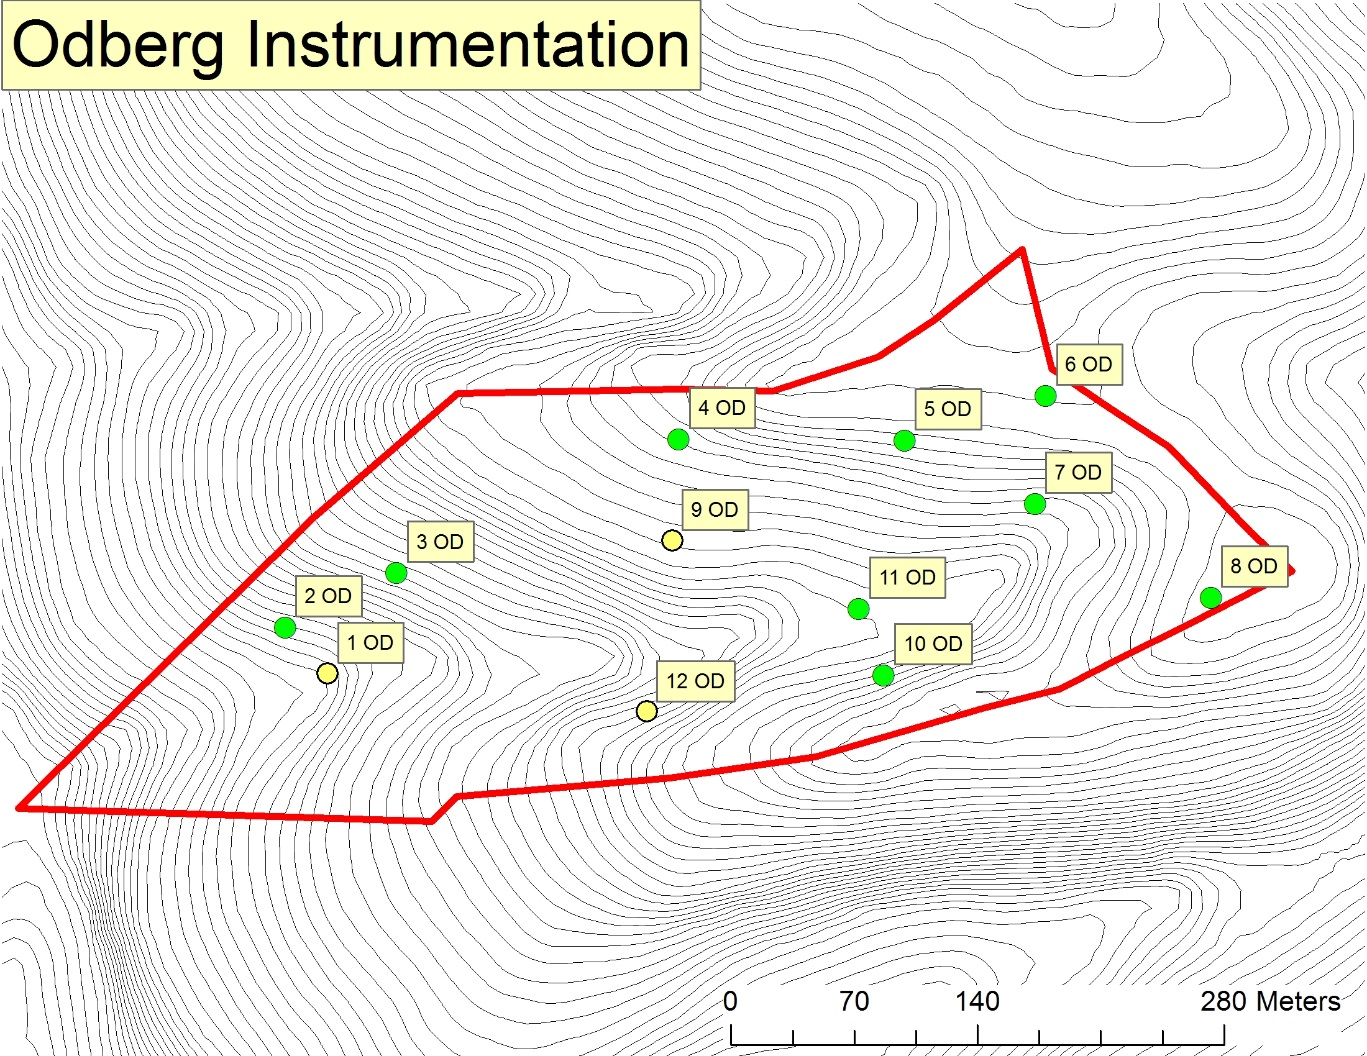 Odberg Instrumentation
6 OD
4 OD
5 OD
7 OD
9 OD
3 OD
8 OD
11 OD
2 OD
1 OD
10 OD
12 OD
0 70 140 280 Meters